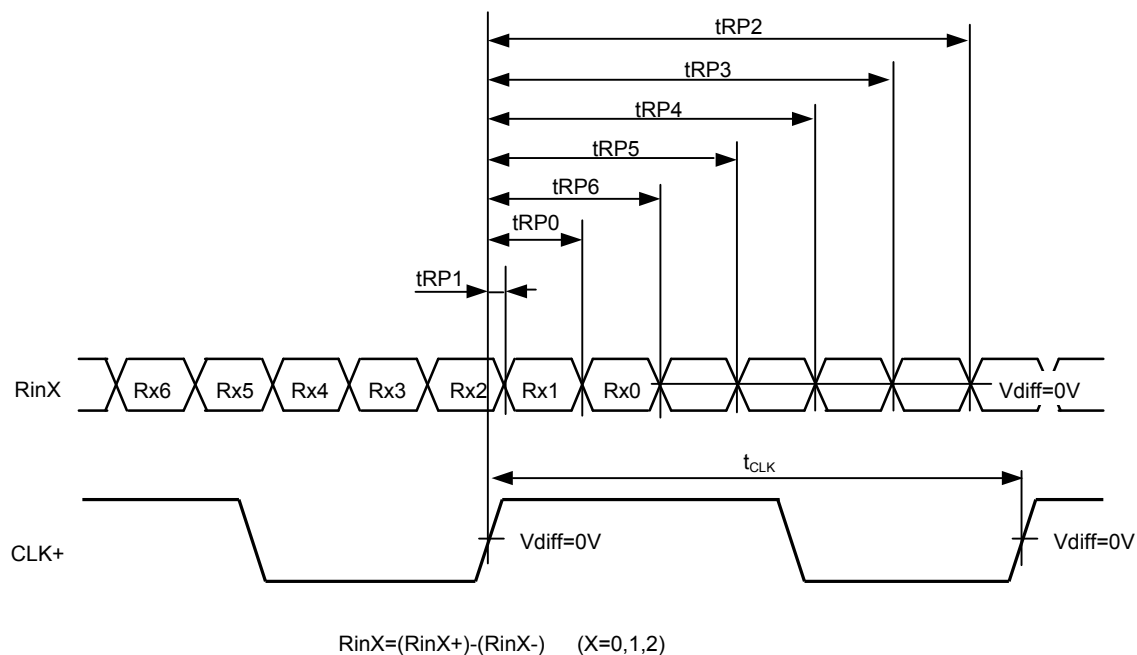 tRP2
tRP3
tRP4
tRP5
tRP6
tRP0
tRP1
RinX Rx6 Rx5 Rx4 Rx3 Rx2 Rx1 Rx0 Vdiff=0V
tCLK
CLK+ Vdiff=0V Vdiff=0V
RinX=(RinX+)-(RinX-) (X=0,1,2)